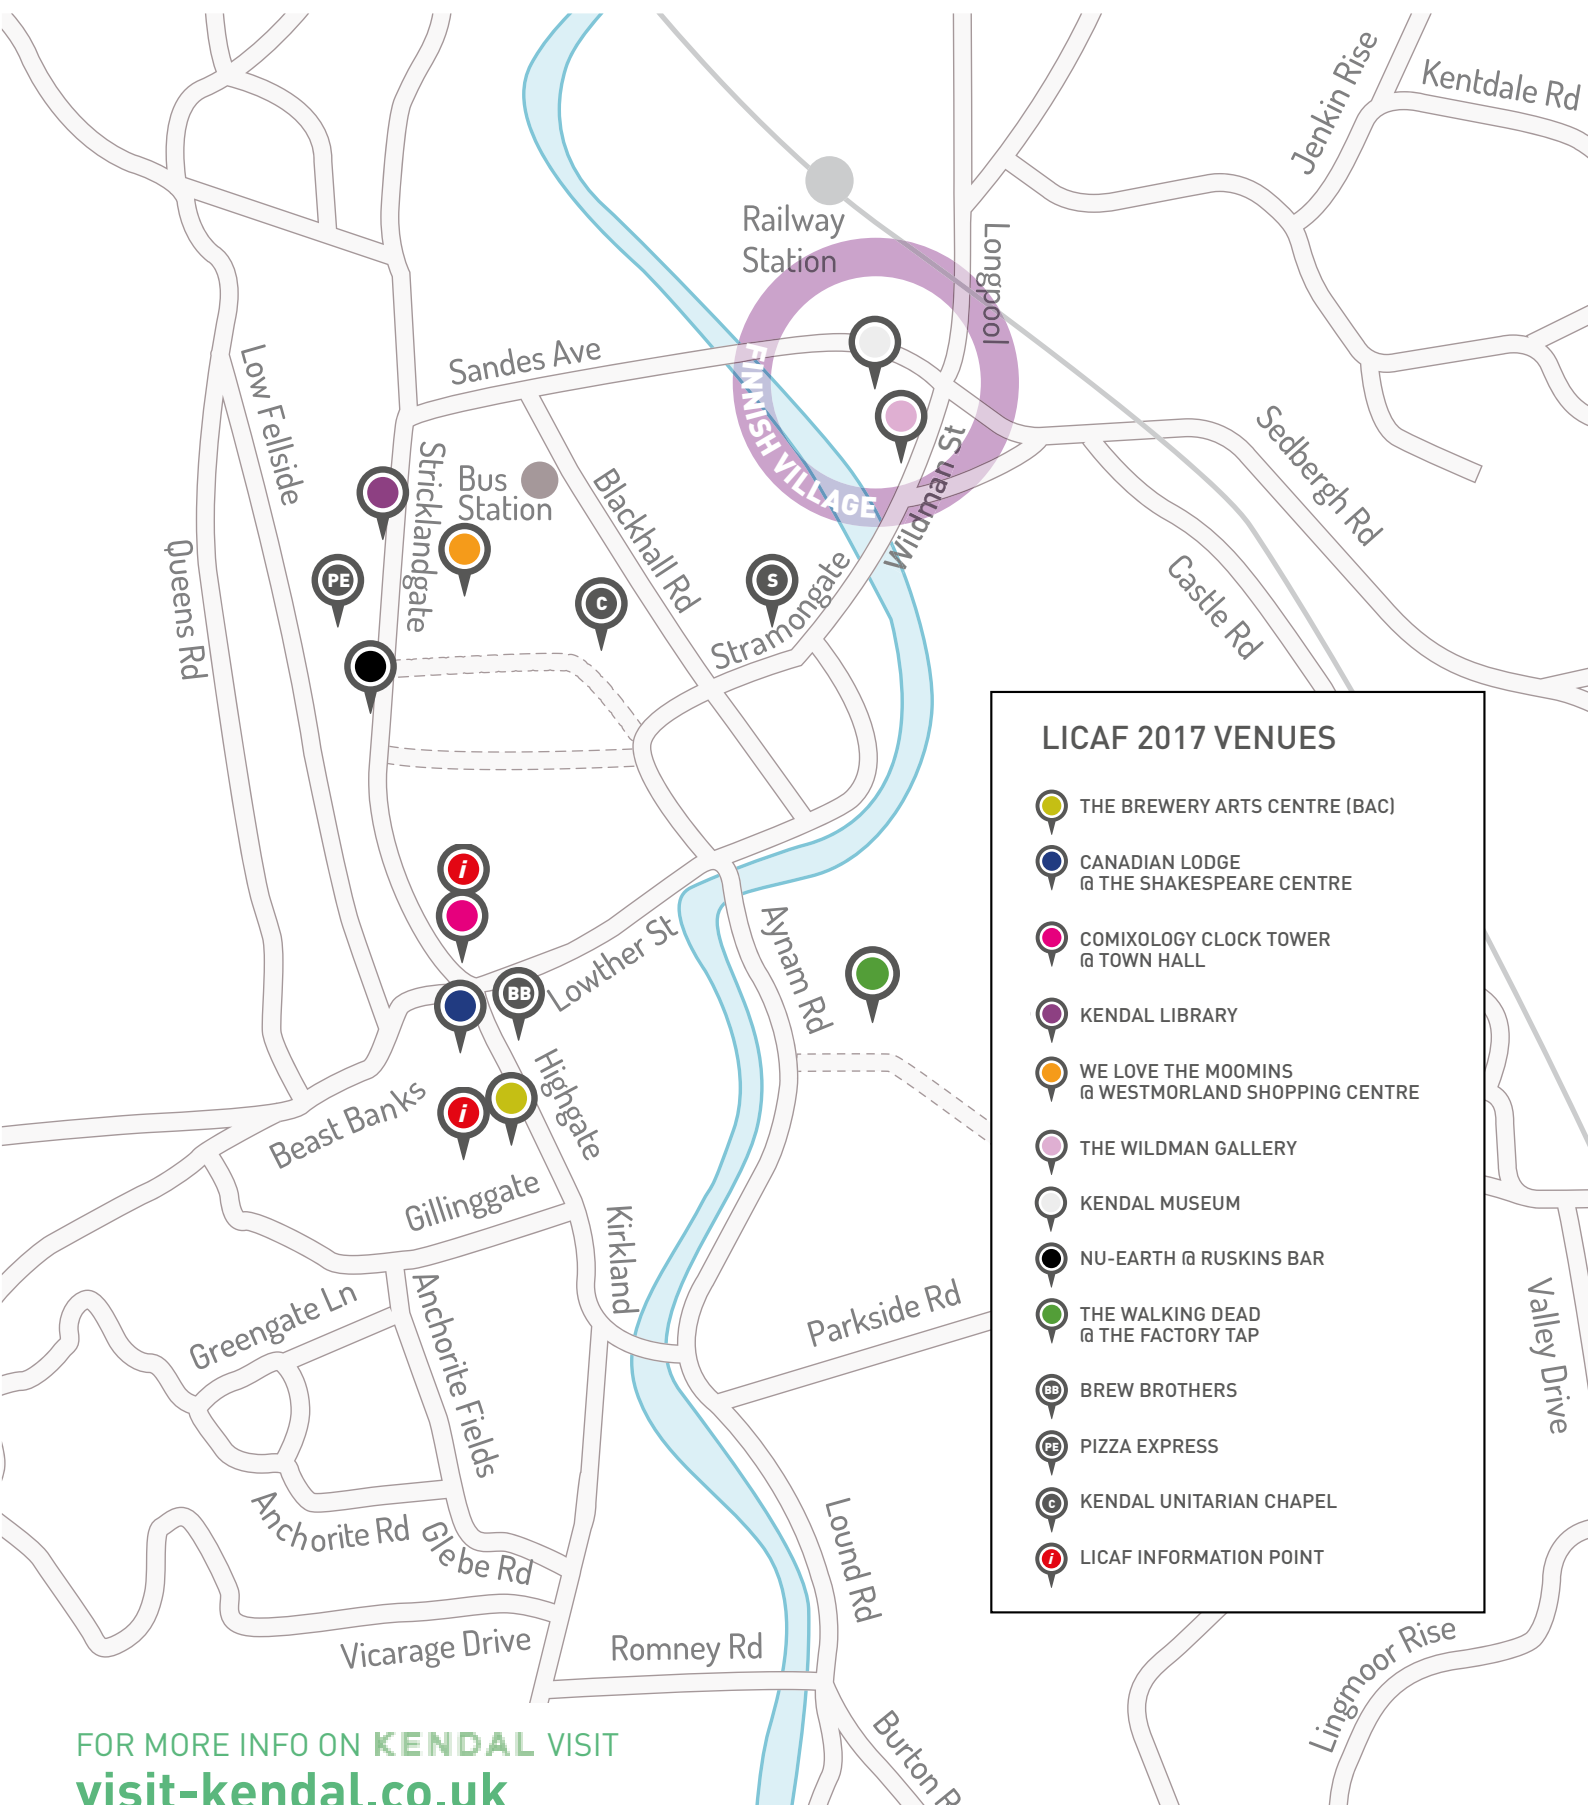 Kentdale Rd
Jenkin Rise
Railway
Station
Longpool
Sandes Ave
Low Fellside
FINNISH VILLAGE
Stricklandgate
Bus
Station
Blackhall Rd
Wildman St
Sedbergh Rd
Queens Rd
PE
C
S
Stramongate
Castle Rd
i
BB
Lowther St
Aynam Rd
Highgate
i
Beast Banks
Gillinggate
Kirkland
Greengate Ln
Anchorite Fields
Parkside Rd
Valley Drive
Anchorite Rd
Glebe Rd
Lound Rd
Vicarage Drive
Romney Rd
Lingmoor Rise
Burton R
LICAF 2017 VENUES
THE BREWERY ARTS CENTRE (BAC)
CANADIAN LODGE
@ THE SHAKESPEARE CENTRE
COMIXOLOGY CLOCK TOWER
@ TOWN HALL
KENDAL LIBRARY
WE LOVE THE MOOMINS
@ WESTMORLAND SHOPPING CENTRE
THE WILDMAN GALLERY
KENDAL MUSEUM
NU-EARTH @ RUSKINS BAR
THE WALKING DEAD
@ THE FACTORY TAP
BB BREW BROTHERS
PE PIZZA EXPRESS
C KENDAL UNITARIAN CHAPEL
i LICAF INFORMATION POINT
FOR MORE INFO ON KENDAL VISIT
visit-kendal.co.uk